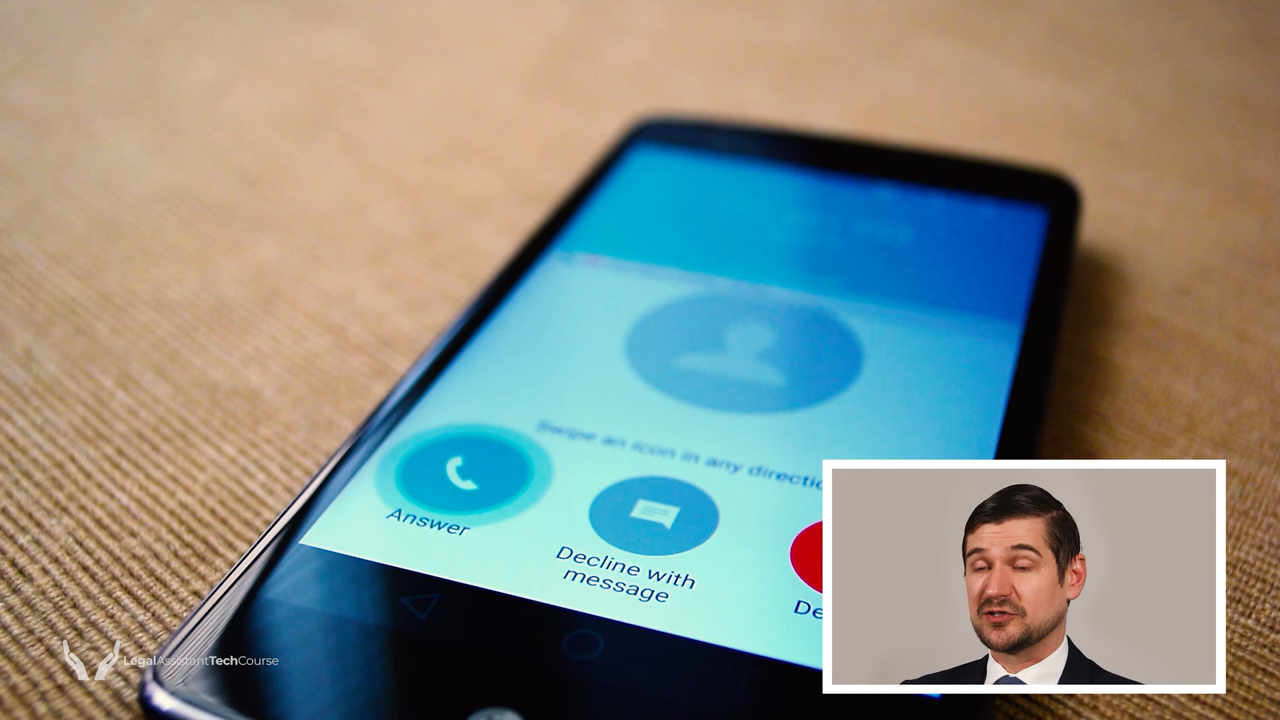 Swipe an icon in any directio
Answer
Decline with
message
De
LegalAssistantTechCourse